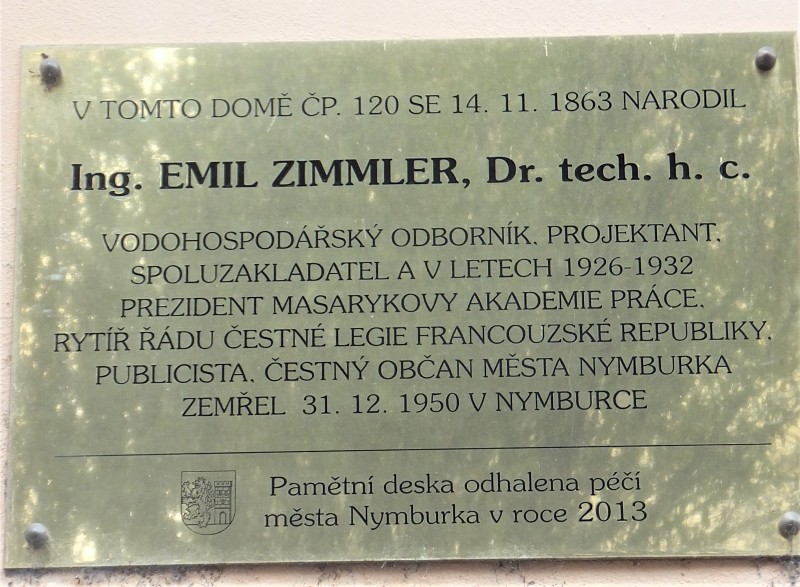 V TOMTO DOMĚ ČP. 120 SE 14. 11. 1863 NARODIL
Ing. EMIL ZIMMLER, Dr. tech. h. c.
VODOHOSPODÁŘSKÝ ODBORNÍK, PROJEKTANT,
SPOLUZAKLADATEL A V LETECH 1926-1932
PREZIDENT MASARYKOVY AKADEMIE PRÁCE,
RYTÍŘ ŘÁDU ČESTNÉ LEGIE FRANCOUZSKÉ REPUBLIKY,
PUBLICISTA, ČESTNÝ OBČAN MĚSTA NYMBURKA
ZEMŘEL 31. 12. 1950 V NYMBURCE
Pamětní deska odhalena péčí
města Nymburka v roce 2013